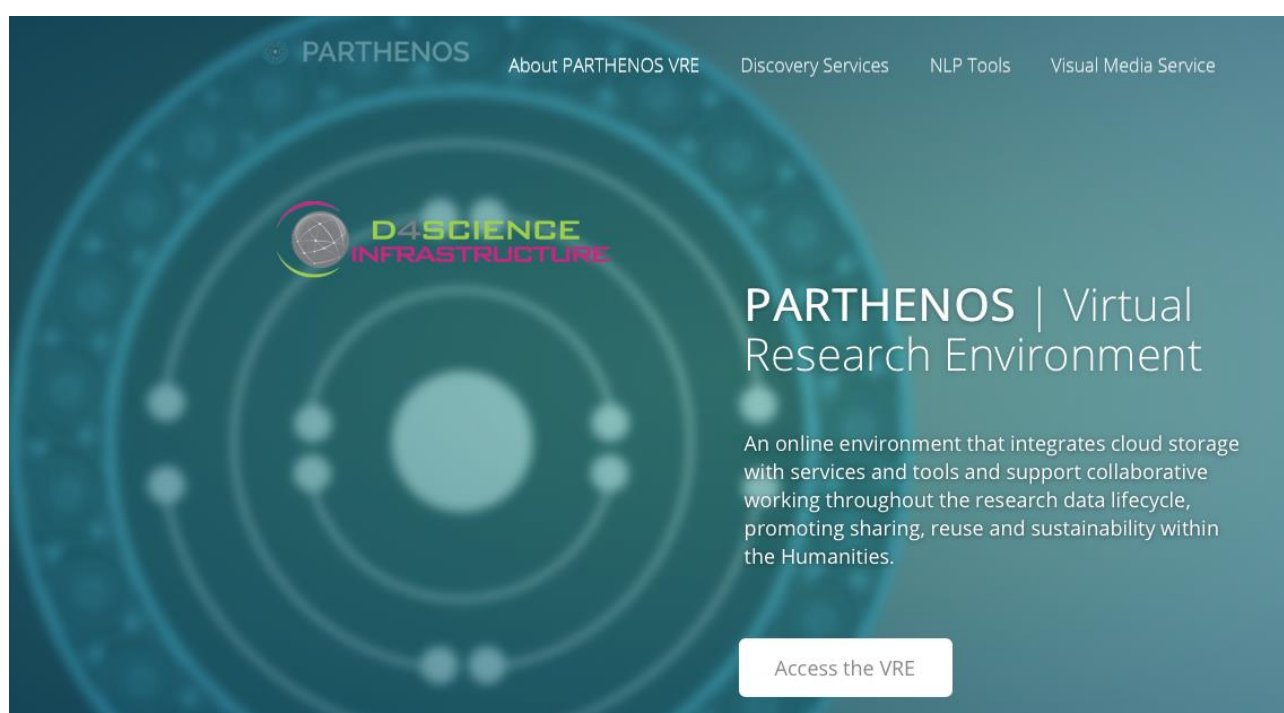 PARTHENOS
About PARTHENOS VRE Discovery Services NLP Tools Visual Media Service
D4SCIENCE
INFRASTRUCTURE
PARTHENOS | Virtual
Research Environment
An online environment that integrates cloud storage
with services and tools and support collaborative
working throughout the research data lifecycle,
promoting sharing, reuse and sustainability within
the Humanities.
Access the VRE